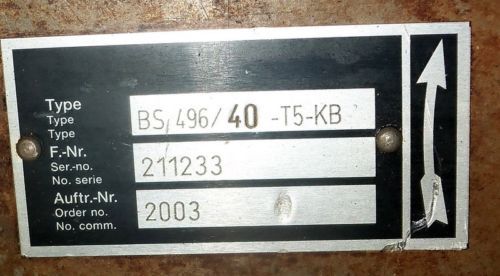 Type
Type
Type
BS/496/40-T5-KB
F.-Nr.
Ser.-no.
No. serie
211233
Auftr.-Nr.
Order no.
No. comm.
2003